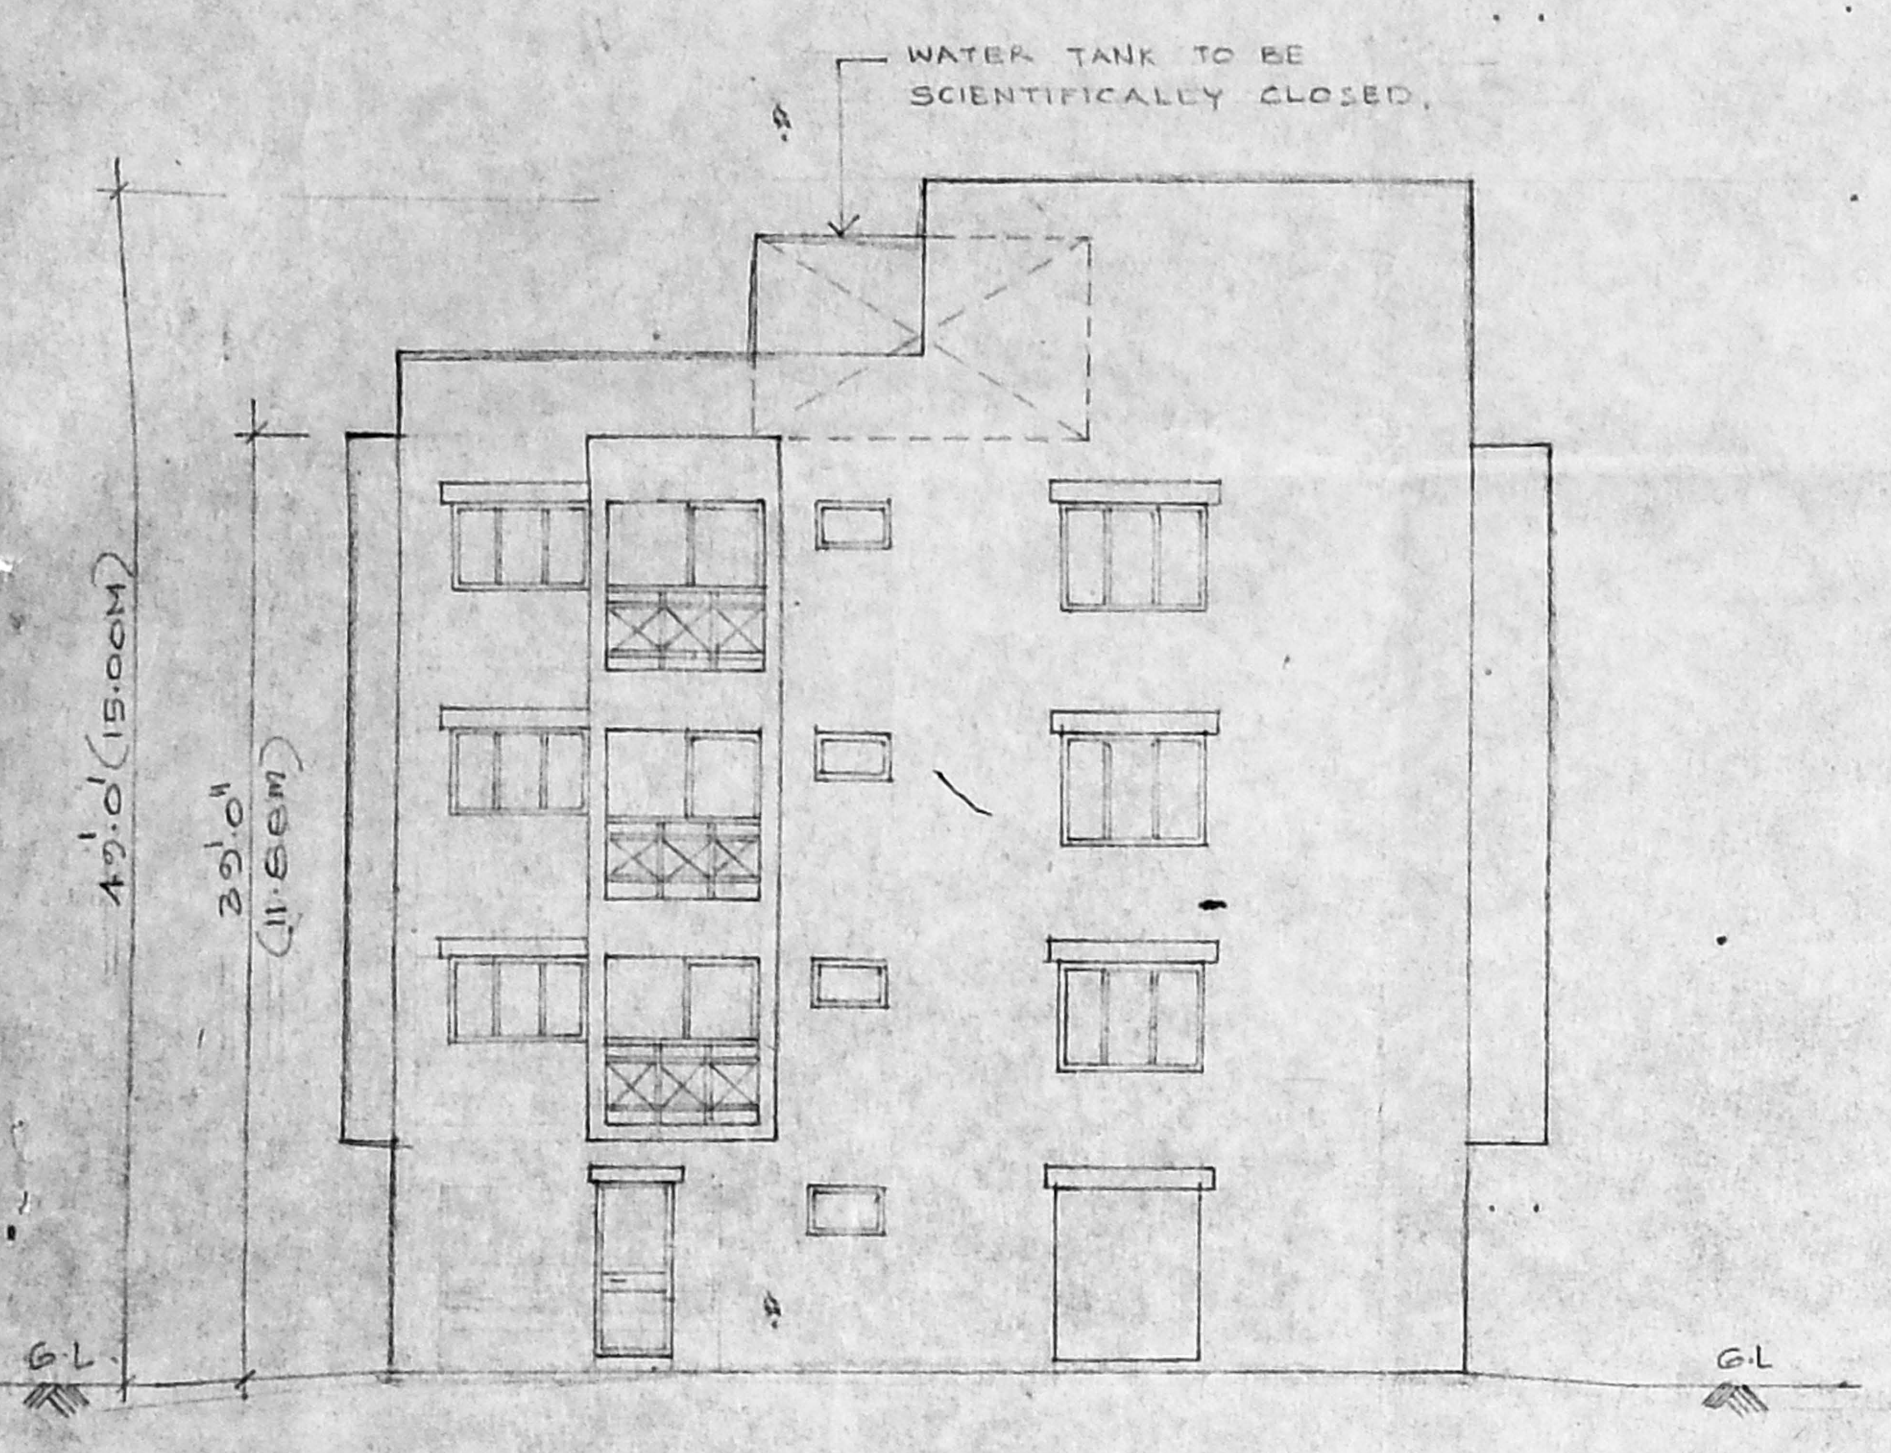 WATER TANK TO BE
SCIENTIFICALLY CLOSED.
49'.0' (15.00M)
39'.0"
(11.88M)
G.L
G.L